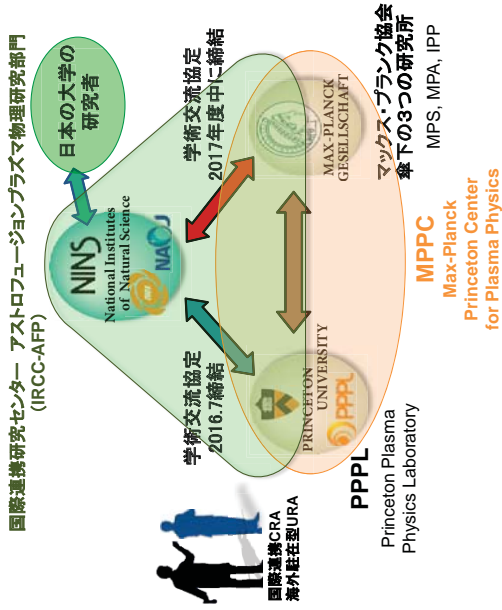 国際連携研究センター アストロフュージョンプラズマ物理研究部門
(IRCC-AFP)
日本の大学の
研究者
NINS
National Institutes
of Natural Science
NAOJ
学術交流協定
2016.7締結
学術交流協定
2017年度中に締結
PRINCETON
UNIVERSITY
PPPL
MAX-PLANCK
GESELLSCHAFT
国際連携CRA
海外駐在型URA
PPPL
Princeton Plasma
Physics Laboratory
MPPC
Max-Planck
Princeton Center
for Plasma Physics
マックス・プランク協会
傘下の3つの研究所
MPS, MPA, IPP